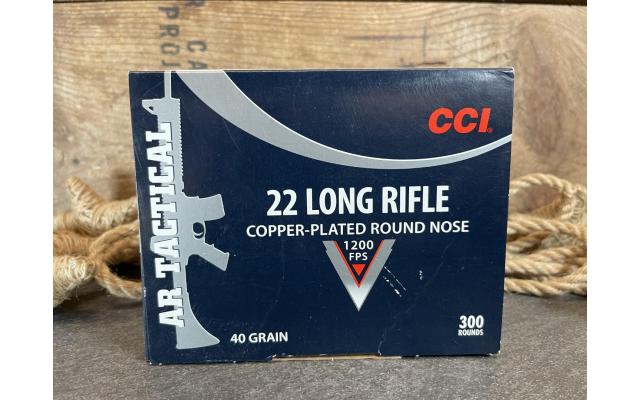 CCI
22 LONG RIFLE
COPPER-PLATED ROUND NOSE
1200
FPS
AR TACTICAL
40 GRAIN
300
ROUNDS